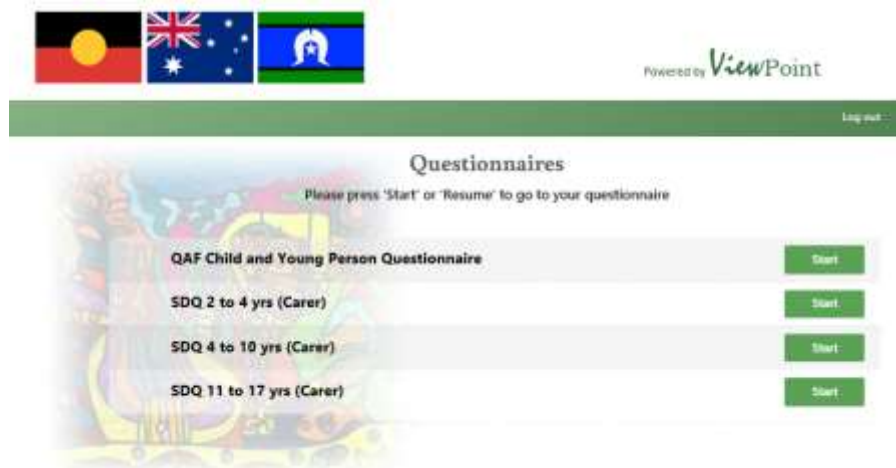 Powered by ViewPoint
Log out
Questionnaires
Please press 'Start' or 'Resume' to go to your questionnaire
QAF Child and Young Person Questionnaire
Start
SDQ 2 to 4 yrs (Carer)
Start
SDQ 4 to 10 yrs (Carer)
Start
SDQ 11 to 17 yrs (Carer)
Start